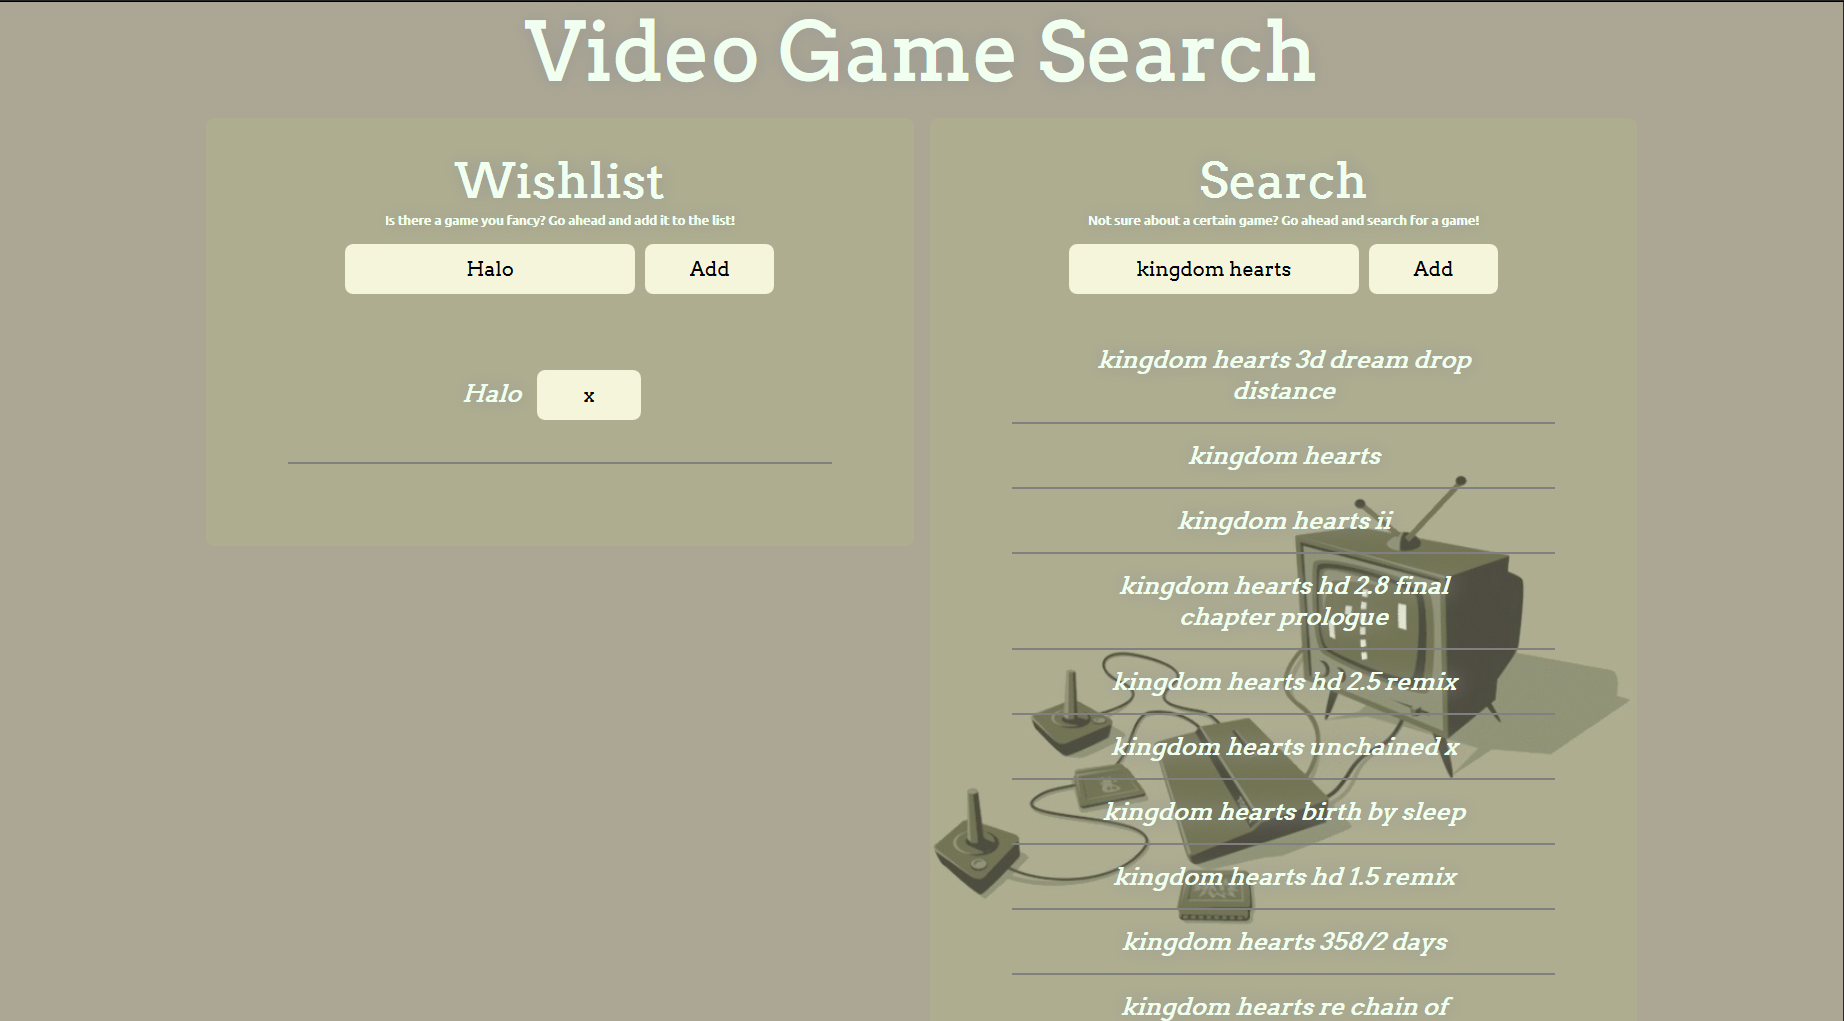 Video Game Search
Wishlist
Is there a game you fancy? Go ahead and add it to the list!
Halo
Add
Halo
x
Search
Not sure about a certain game? Go ahead and search for a game!
kingdom hearts
Add
kingdom hearts 3d dream drop
distance
kingdom hearts
kingdom hearts ii
kingdom hearts hd 2.8 final
chapter prologue
kingdom hearts hd 2.5 remix
kingdom hearts unchained x
kingdom hearts birth by sleep
kingdom hearts hd 1.5 remix
kingdom hearts 358/2 days
kingdom hearts re chain of